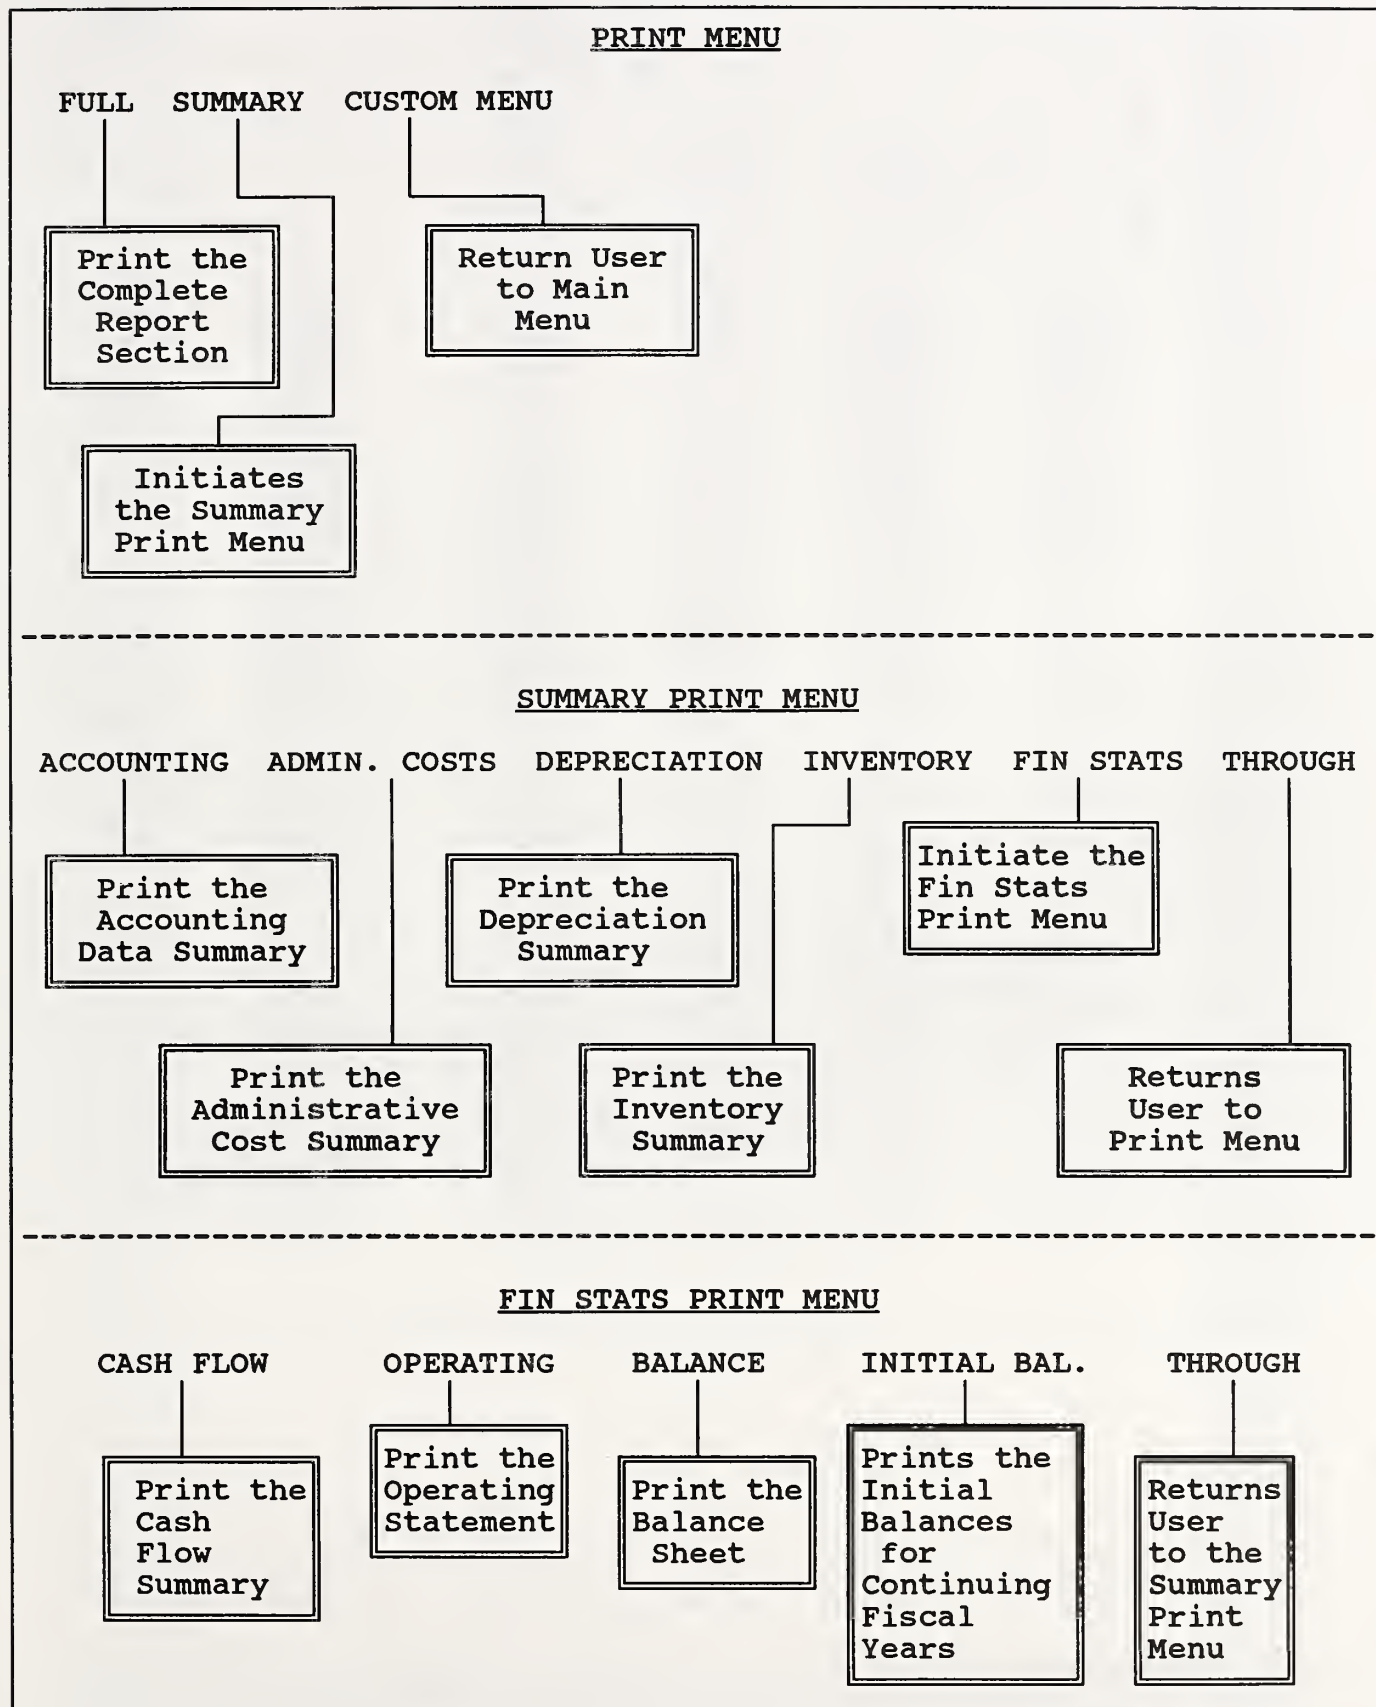 PRINT MENU
FULL SUMMARY CUSTOM MENU
Print the
Complete
Report
Section
Return User
to Main
Menu
Initiates
the Summary
Print Menu
SUMMARY PRINT MENU
ACCOUNTING ADMIN. COSTS DEPRECIATION INVENTORY FIN STATS THROUGH
Print the
Accounting
Data Summary
Print the
Depreciation
Summary
Initiate the
Fin Stats
Print Menu
Print the
Administrative
Cost Summary
Print the
Inventory
Summary
Returns
User to
Print Menu
FIN STATS PRINT MENU
CASH FLOW OPERATING BALANCE INITIAL BAL. THROUGH
Print the
Cash
Flow
Summary
Print the
Operating
Statement
Print the
Balance
Sheet
Prints the
Initial
Balances
for
Continuing
Fiscal
Years
Returns
User
to the
Summary
Print
Menu